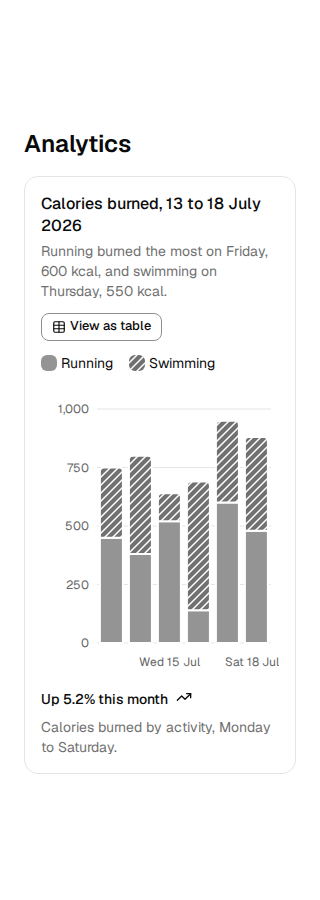 Analytics
Calories burned, 13 to 18 July
2026
Running burned the most on Friday,
600 kcal, and swimming on
Thursday, 550 kcal.
View as table
Running
Swimming
1,000
750
500
250
0
Wed 15 Jul
Sat 18 Jul
Up 5.2% this month
Calories burned by activity, Monday
to Saturday.